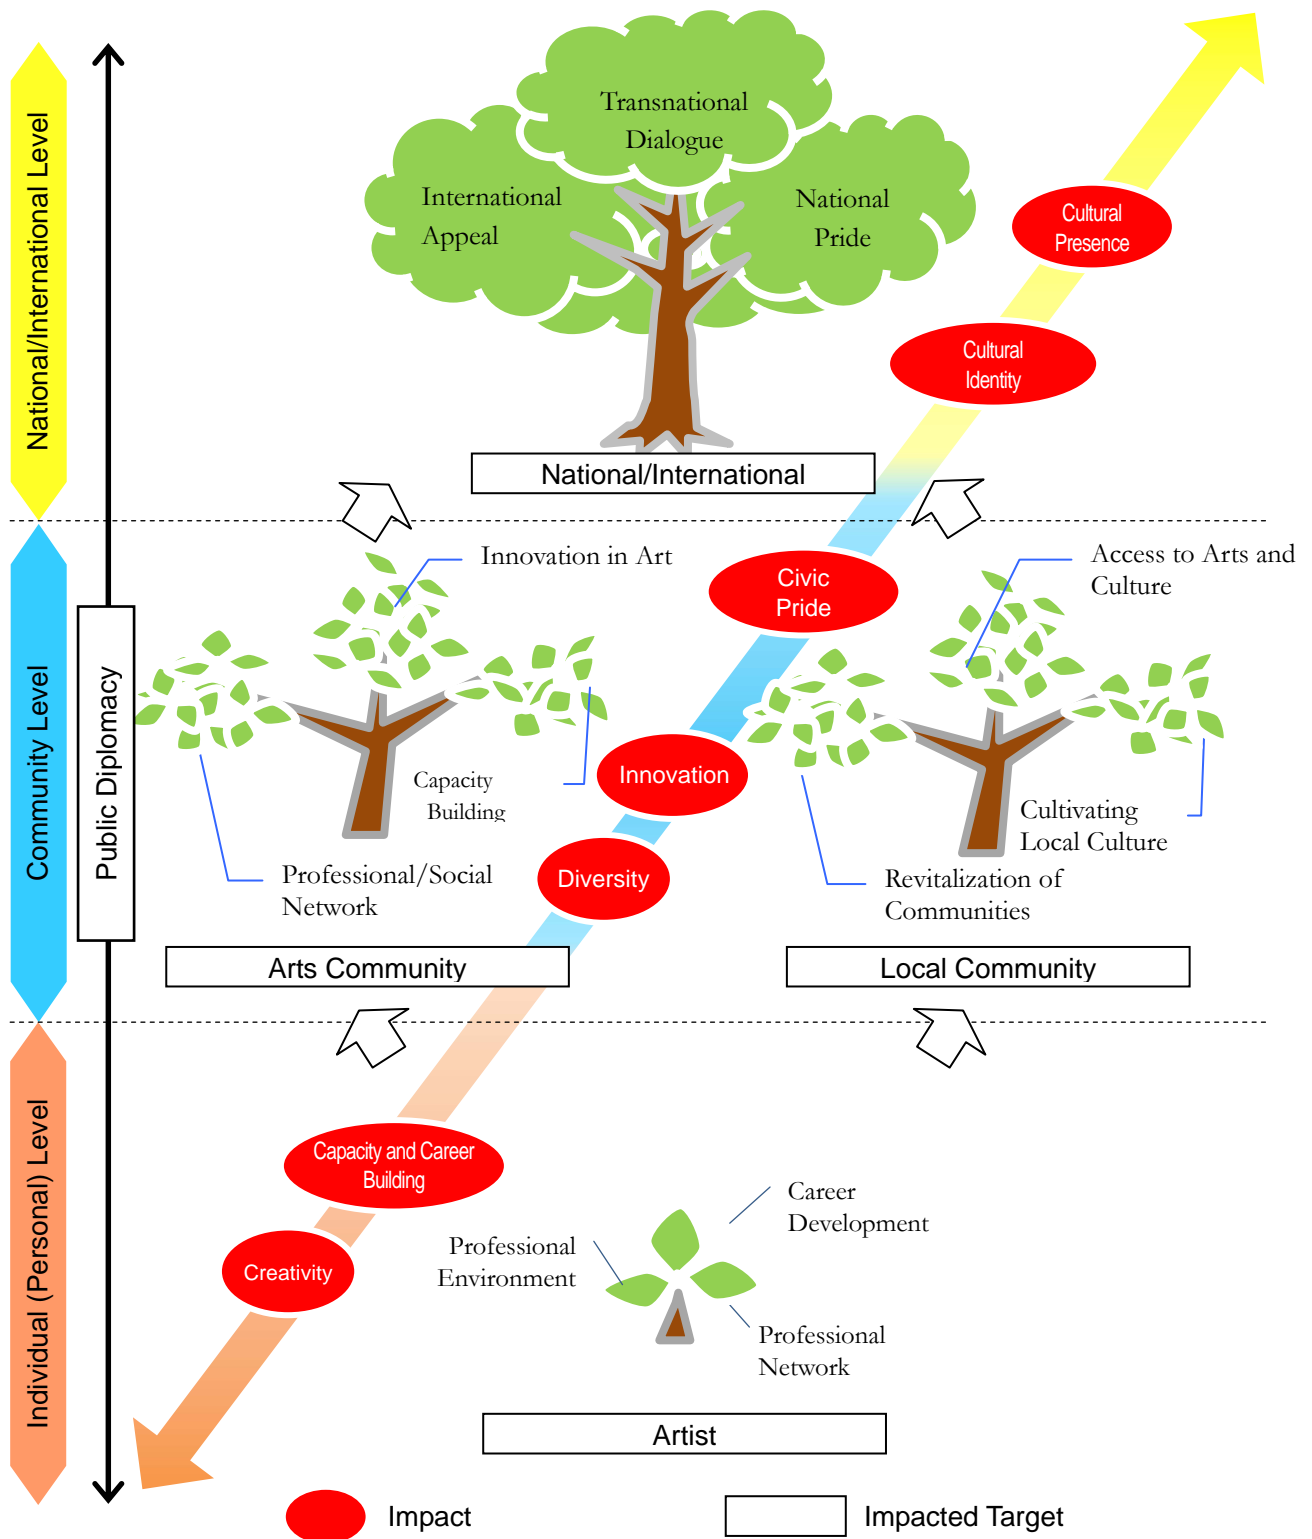 National/International Level
Community Level
Individual (Personal) Level
Public Diplomacy
Transnational
Dialogue
International
Appeal
National
Pride
Cultural
Presence
Cultural
Identity
National/International
Innovation in Art
Civic
Pride
Access to Arts and
Culture
Innovation
Capacity
Building
Cultivating
Local Culture
Diversity
Professional/Social
Network
Revitalization of
Communities
Arts Community
Local Community
Capacity and Career
Building
Career
Development
Creativity
Professional
Environment
Professional
Network
Artist
Impact
Impacted Target